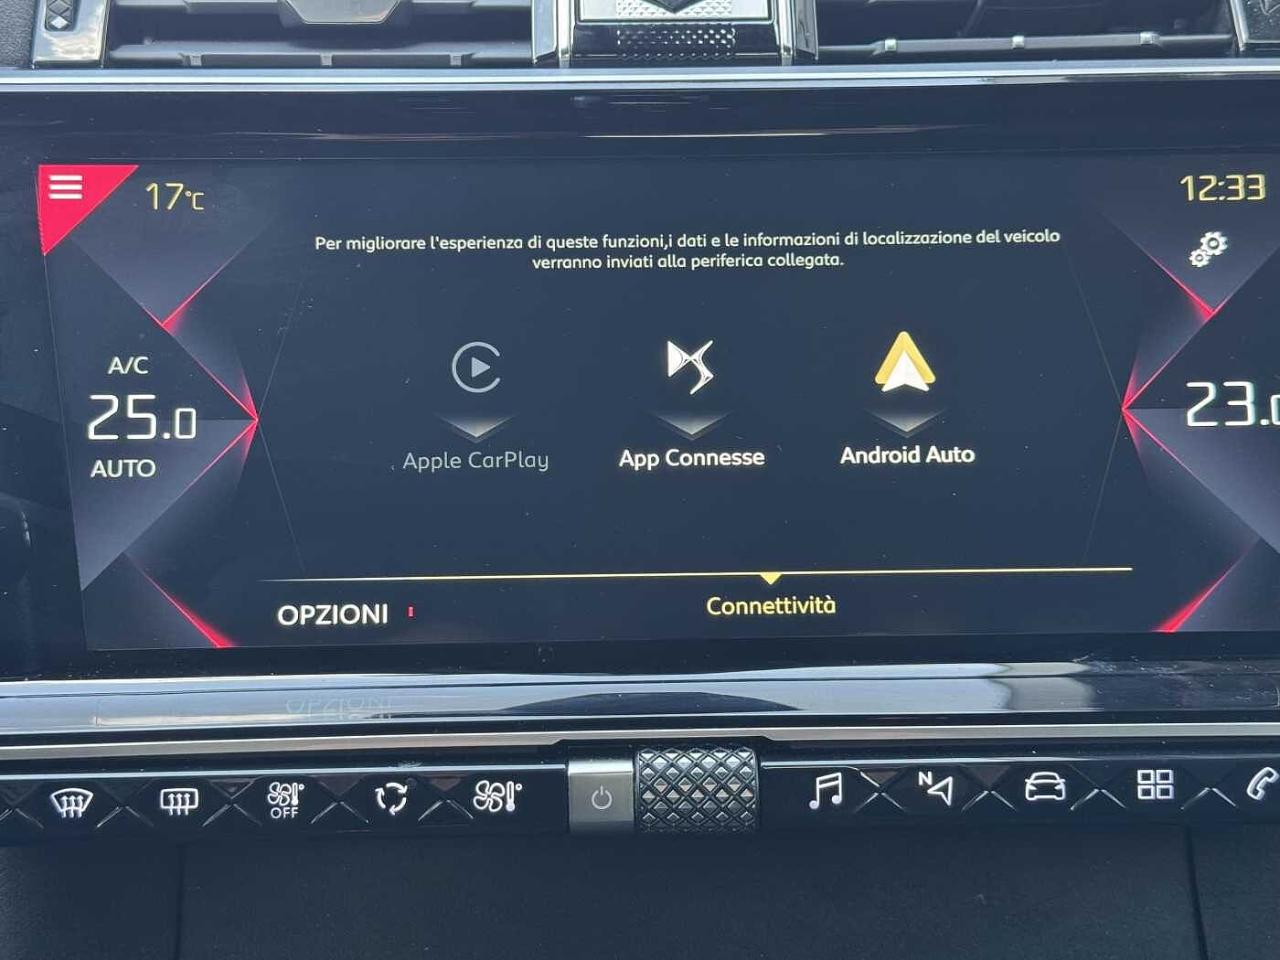 17°C
12:33
Per migliorare l'esperienza di queste funzioni,i dati e le informazioni di localizzazione del veicolo
verranno inviati alla periferica collegata.
A/C
25.0
AUTO
23.0
Apple CarPlay
App Connesse
Android Auto
OPZIONI
Connettività
OPZIONI
OFF
N